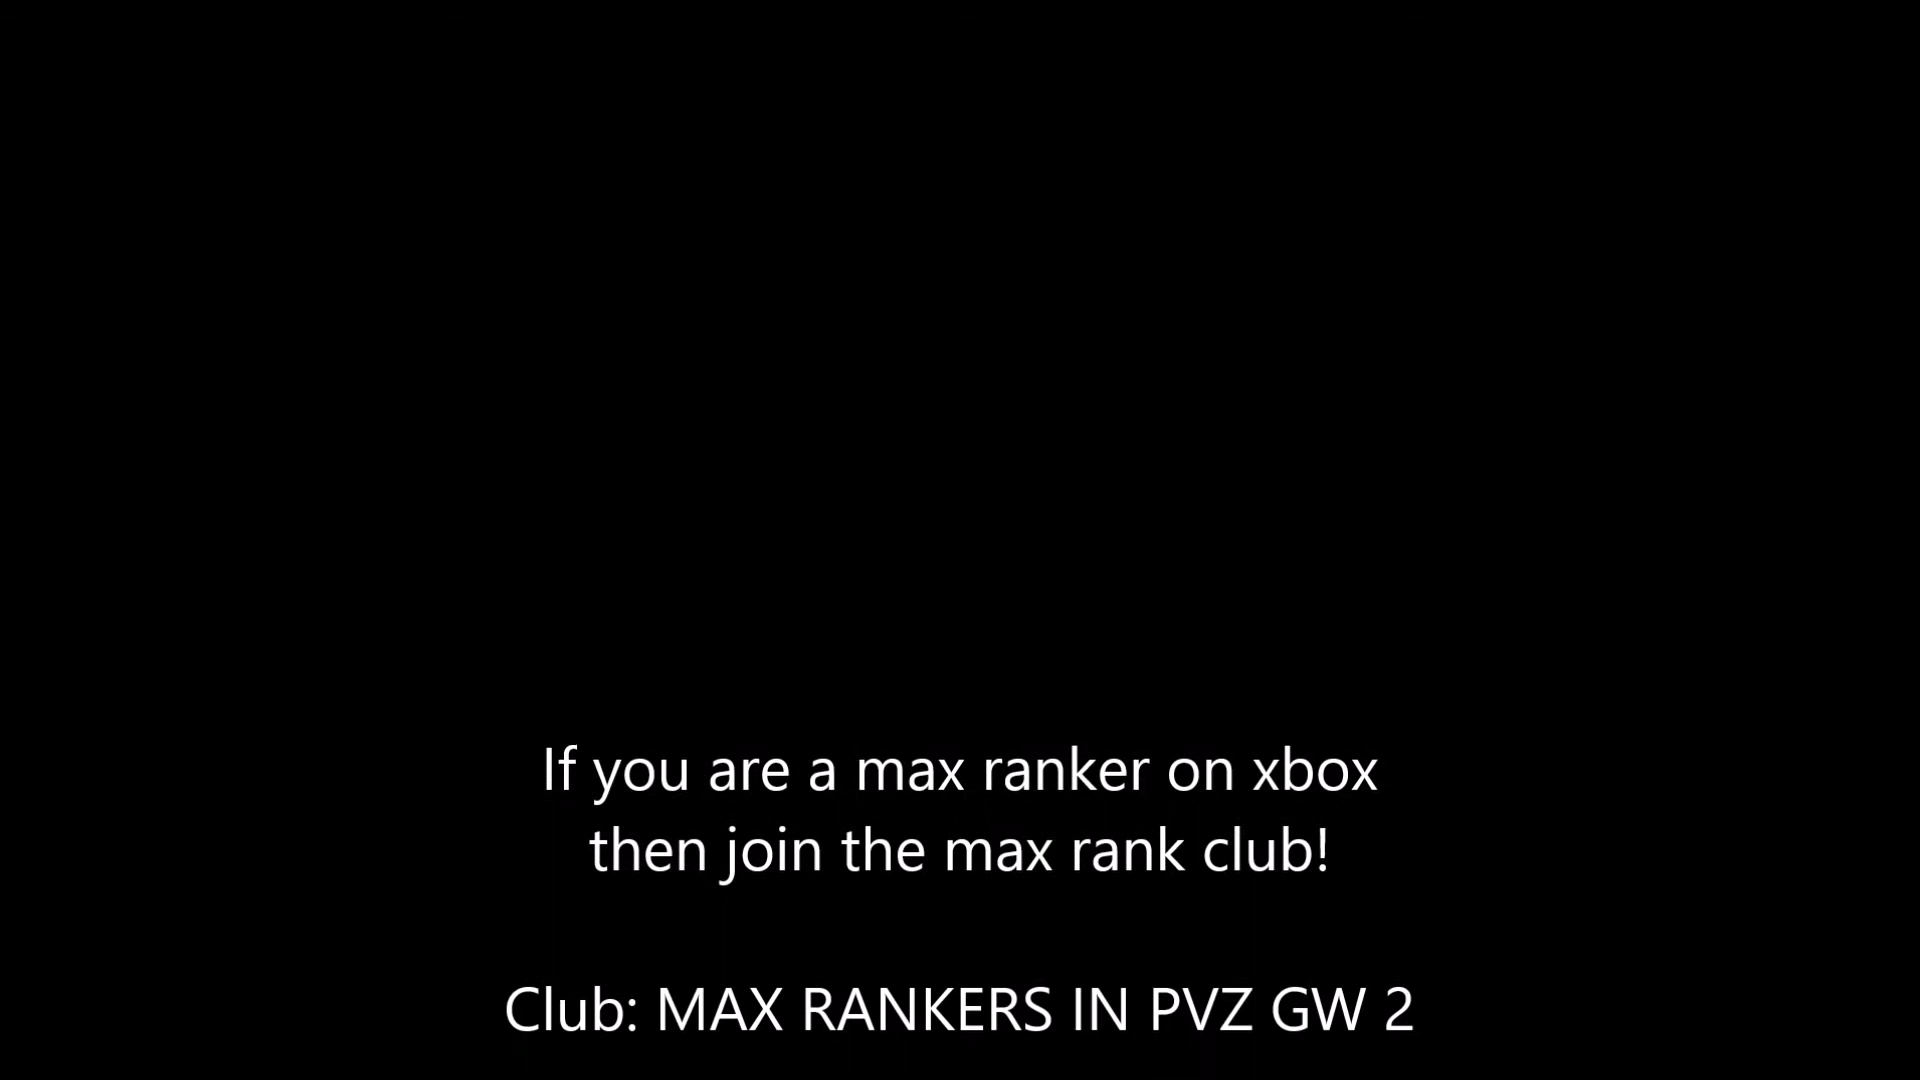 If you are a max ranker on xbox
then join the max rank club!
Club: MAX RANKERS IN PVZ GW 2